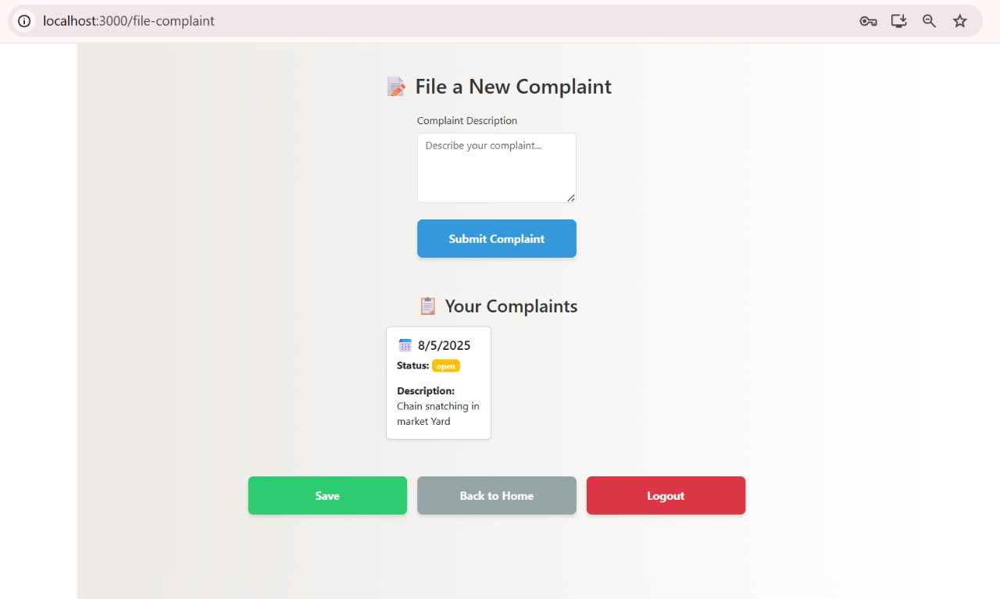 localhost:3000/file-complaint
File a New Complaint
Complaint Description
Describe your complaint...
Submit Complaint
Your Complaints
8/5/2025
Status: open
Description:
Chain snatching in
market Yard
Save
Back to Home
Logout